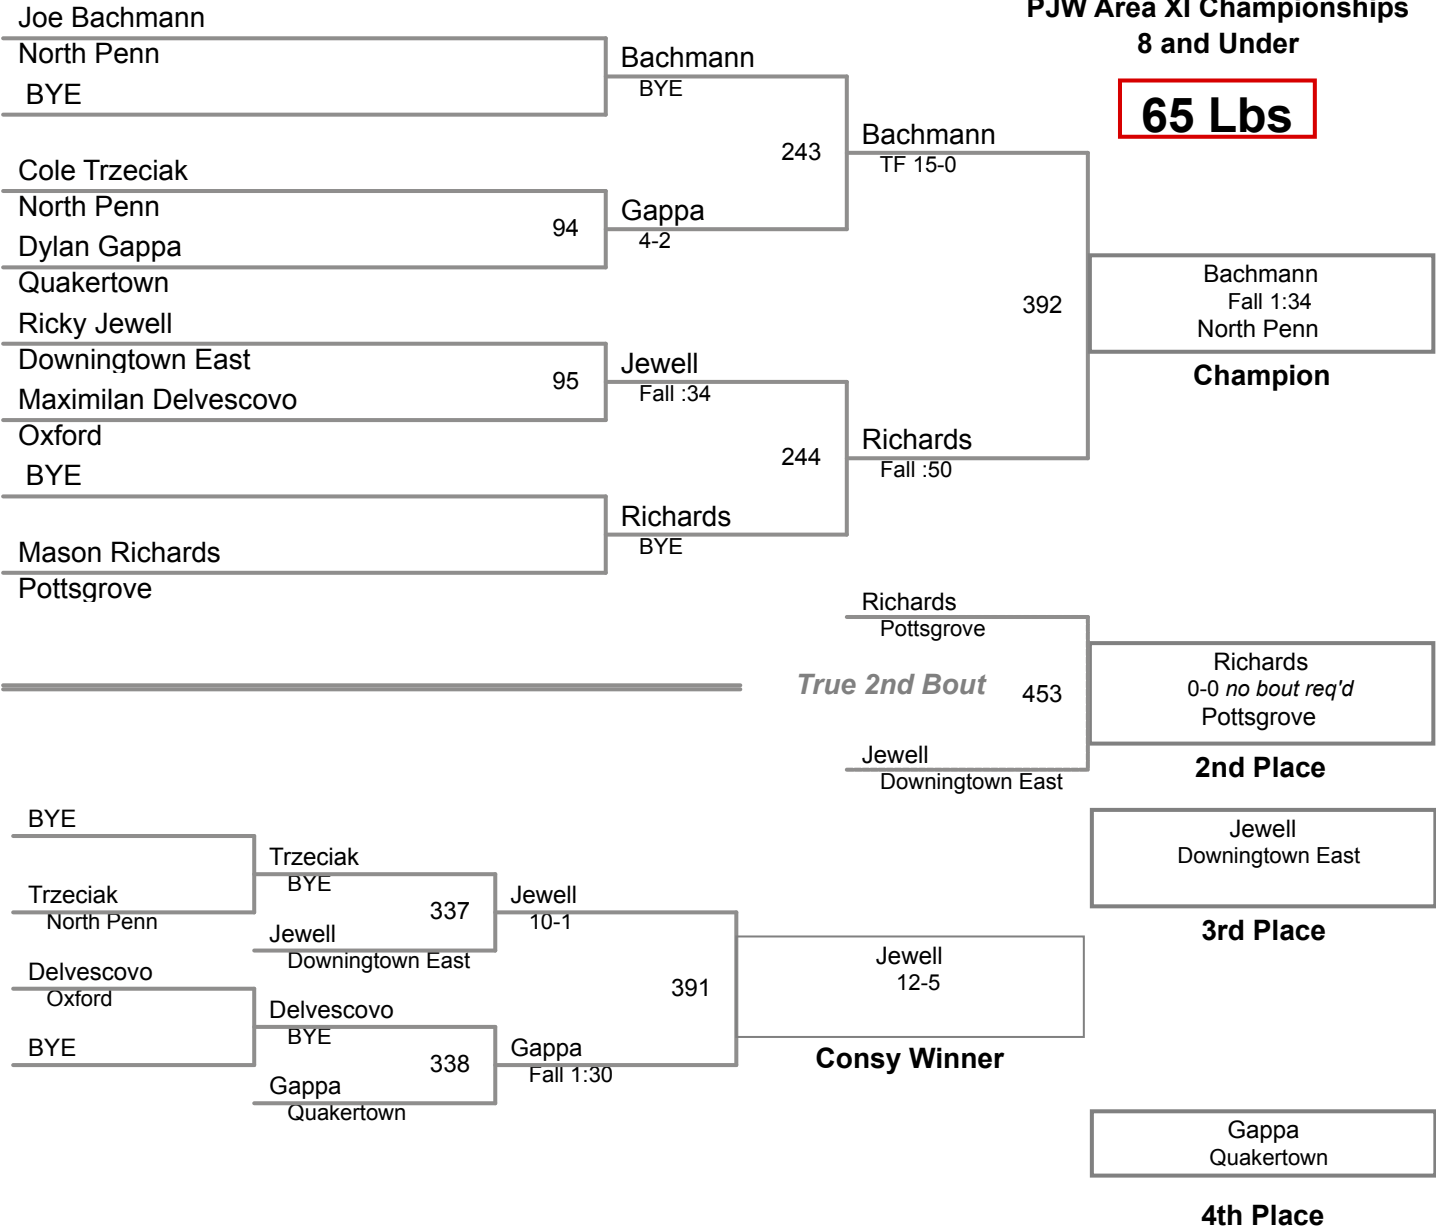 PJW Area XI Championships
8 and Under
65 Lbs
Joe Bachmann
North Penn
BYE
Cole Trzeciak
North Penn
Dylan Gappa
Quakertown
Ricky Jewell
Downingtown East
Maximilan Delvescovo
Oxford
BYE
Mason Richards
Pottsgrove
94
95
Bachmann
BYE
Gappa
4-2
Jewell
Fall :34
Richards
BYE
243
244
Bachmann
TF 15-0
Richards
Fall :50
392
Bachmann
Fall 1:34
North Penn
Champion
Richards
Pottsgrove
True 2nd Bout
453
Jewell
Downingtown East
Richards
0-0 no bout req'd
Pottsgrove
2nd Place
BYE
Trzeciak
North Penn
Delvescovo
Oxford
BYE
Trzeciak
BYE
337
Jewell
Downingtown East
Delvescovo
BYE
338
Gappa
Quakertown
Jewell
10-1
391
Gappa
Fall 1:30
Jewell
12-5
Consy Winner
Jewell
Downingtown East
3rd Place
Gappa
Quakertown
4th Place